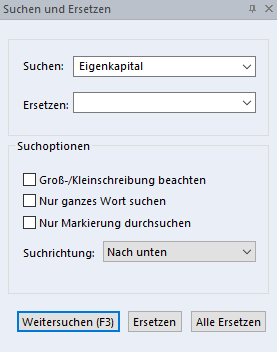 Suchen und Ersetzen
Suchen: Eigenkapital
Ersetzen:
Suchoptionen
Groß-/Kleinschreibung beachten
Nur ganzes Wort suchen
Nur Markierung durchsuchen
Suchrichtung: Nach unten
Weitersuchen (F3) Ersetzen Alle Ersetzen